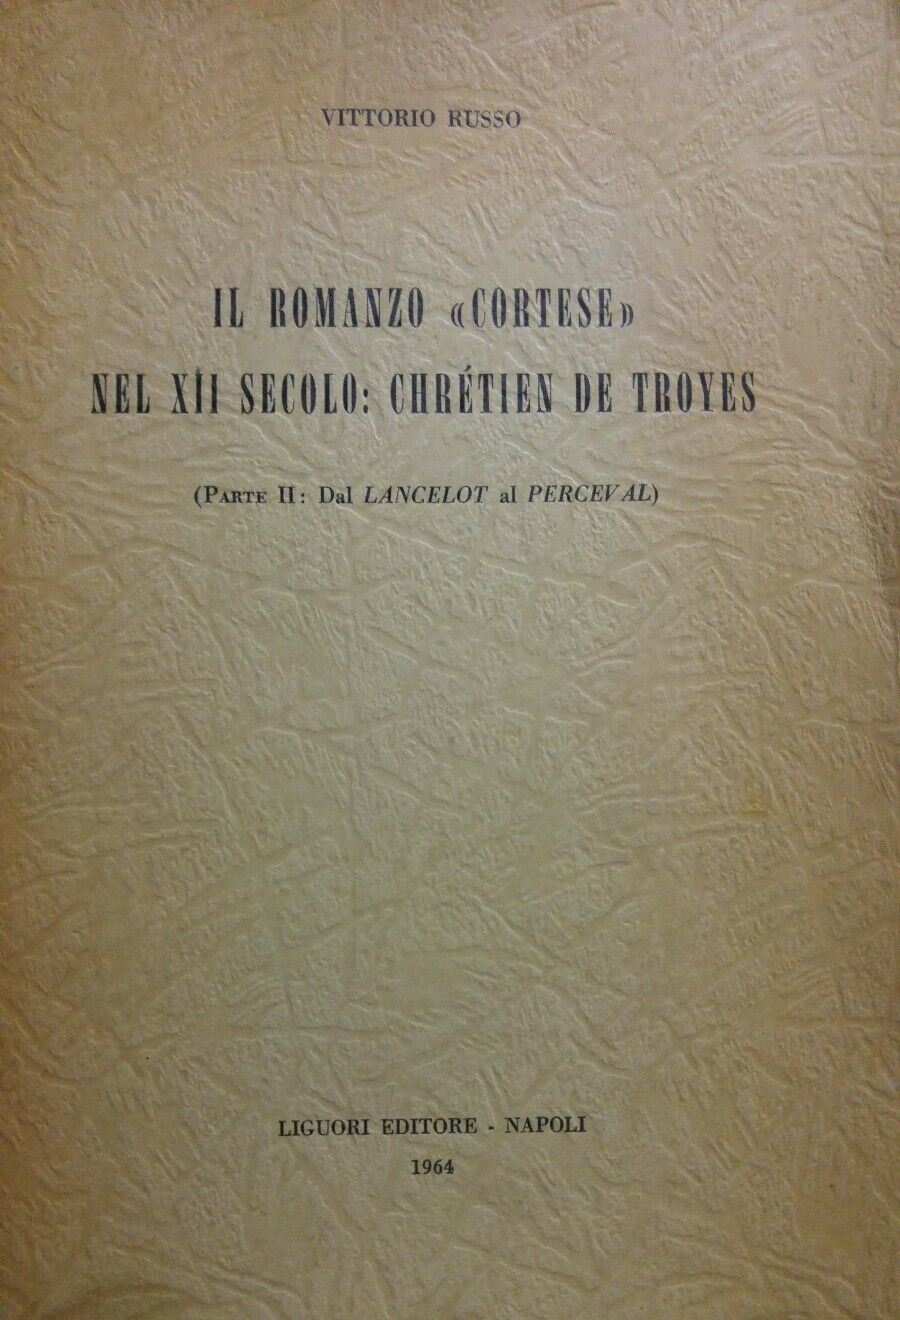 VITTORIO RUSSO
IL ROMANZO «CORTESE»
NEL XII SECOLO: CHRÉTIEN DE TROYES
(PARTE II: Dal LANCELOT al PERCEVAL)
LIGUORI EDITORE - NAPOLI
1964